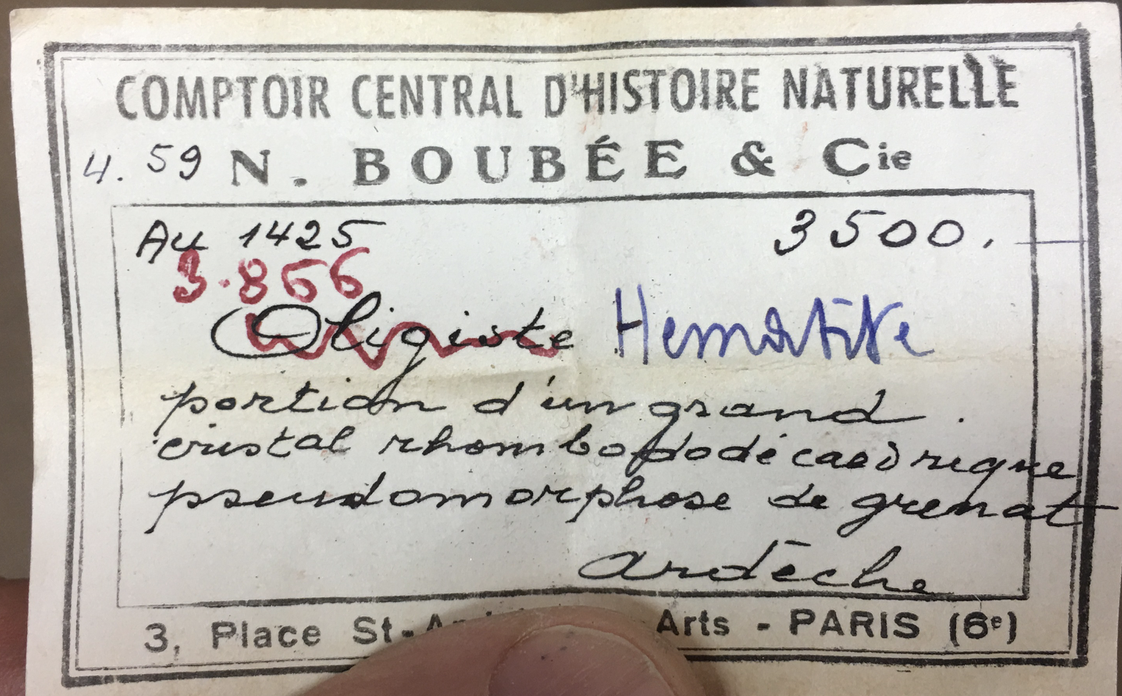 COMPTOIR CENTRAL D'HISTOIRE NATURELLE
4.59 N. BOUBÉE & Cie
Au 1425 3500.
3.856
Oligiste Hematite
portion d'un grand
cristal rhombododécaédrique
pseudomorphose de grenat
Ardèche
3, Place St- Arts - PARIS (6e)